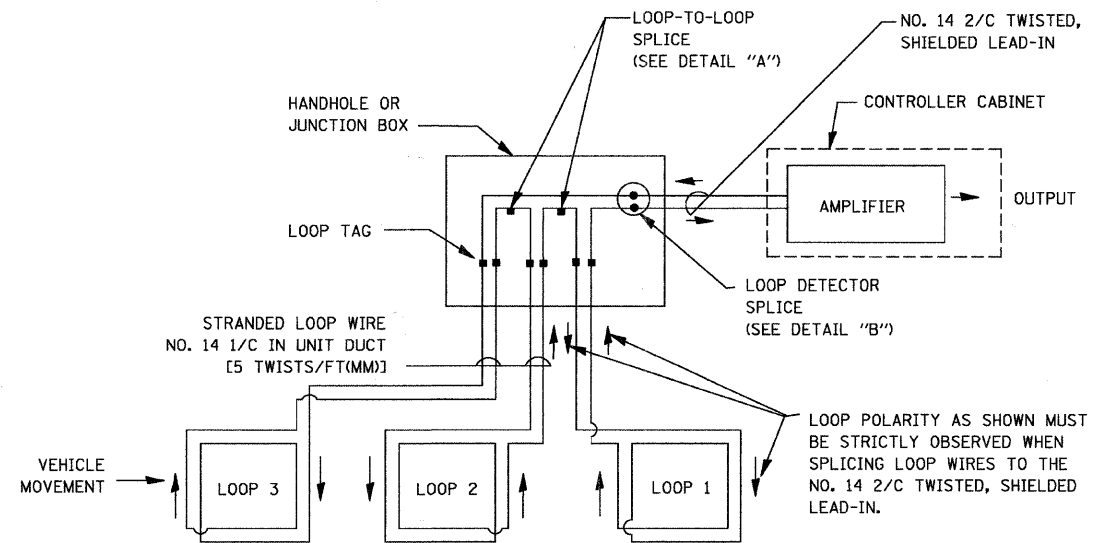 LOOP-TO-LOOP
SPLICE
(SEE DETAIL "A")
NO. 14 2/C TWISTED,
SHIELDED LEAD-IN
HANDHOLE OR
JUNCTION BOX
CONTROLLER CABINET
AMPLIFIER
OUTPUT
LOOP TAG
LOOP DETECTOR
SPLICE
(SEE DETAIL "B")
STRANDED LOOP WIRE
NO. 14 1/C IN UNIT DUCT
[5 TWISTS/FT(MM)]
LOOP POLARITY AS SHOWN MUST
BE STRICTLY OBSERVED WHEN
SPLICING LOOP WIRES TO THE
NO. 14 2/C TWISTED, SHIELDED
LEAD-IN.
VEHICLE
MOVEMENT
LOOP 3
LOOP 2
LOOP 1